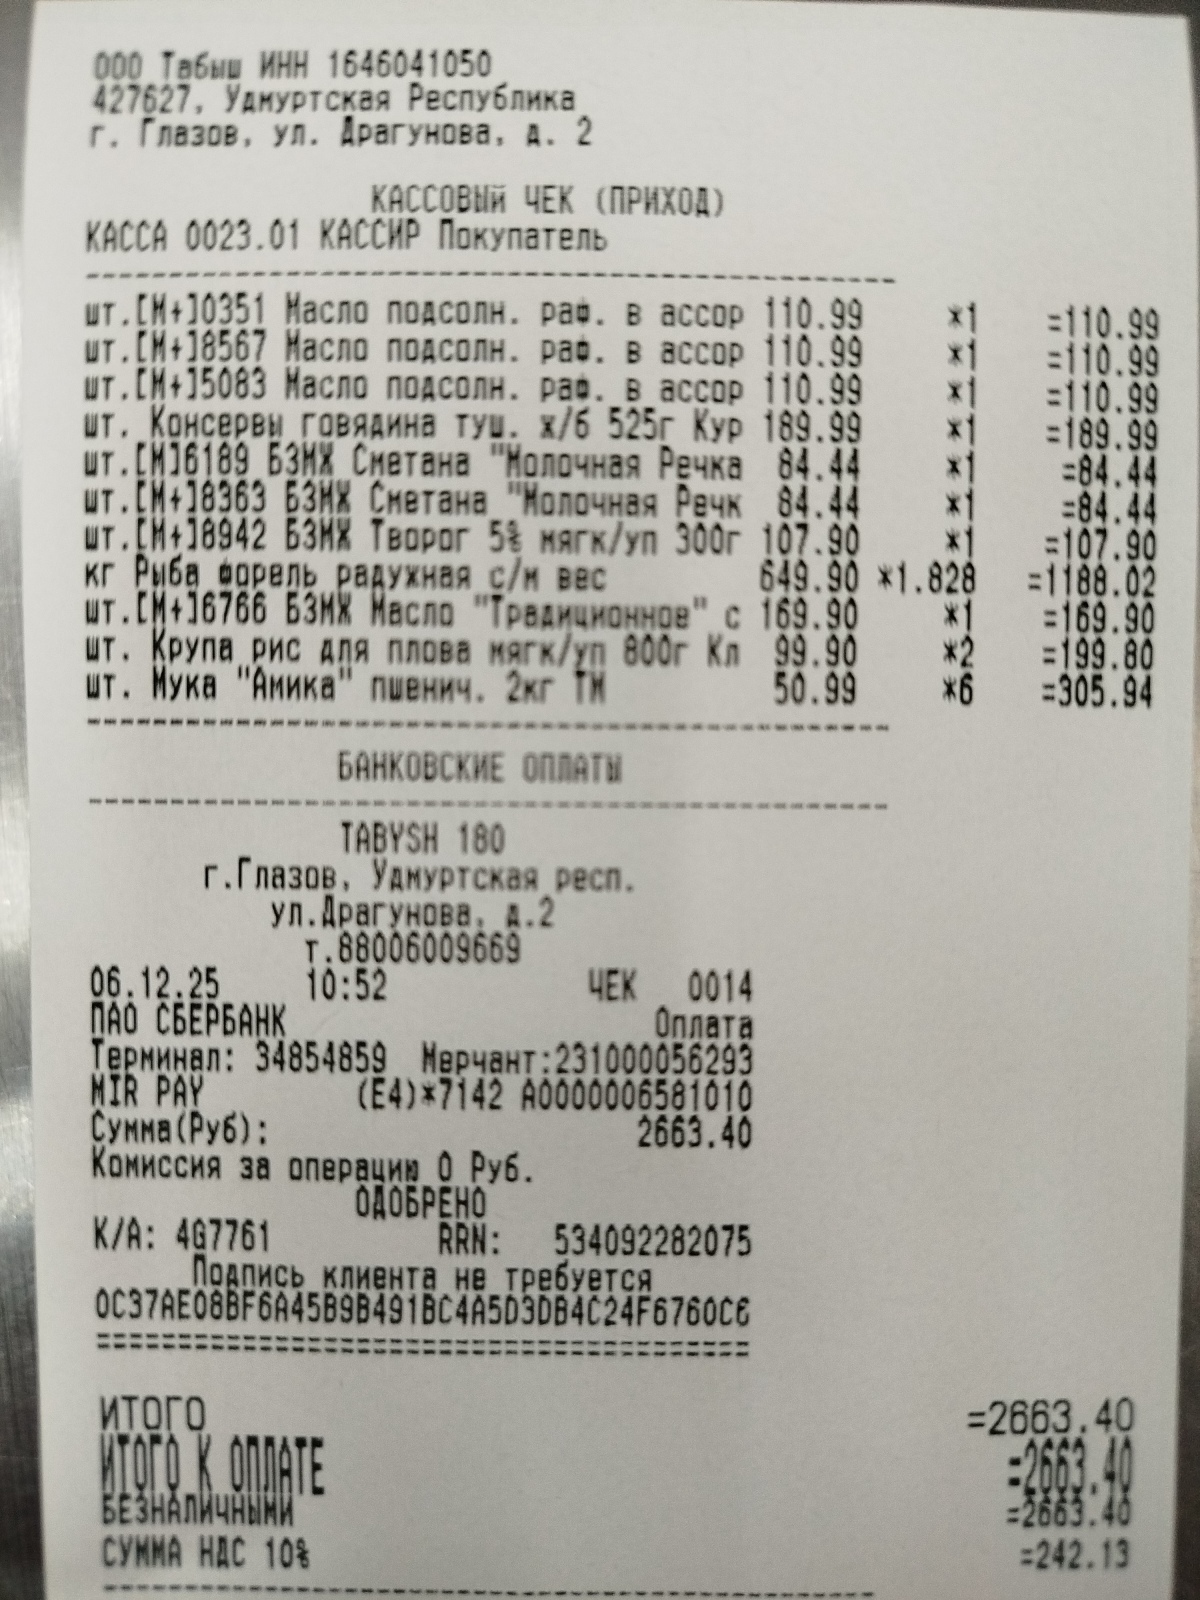 ООО Табыш ИНН 1646041050
427627, Удмуртская Республика
г. Глазов, ул. Драгунова, д. 2
КАССОВЫЙ ЧЕК (ПРИХОД)
КАССА 0023.01 КАССИР Покупатель
шт.[М+]0351 Масло подсолн. раф. в ассор 110.99 *1 =110.99
шт.[М+]8567 Масло подсолн. раф. в ассор 110.99 *1 =110.99
шт.[М+]5083 Масло подсолн. раф. в ассор 110.99 *1 =110.99
шт. Консервы говядина туш. ж/б 525г Кур 189.99 *1 =189.99
шт.[М]6189 БЗМЖ Сметана "Молочная Речка 84.44 *1 =84.44
шт.[М+]8363 БЗМЖ Сметана "Молочная Речк 84.44 *1 =84.44
шт.[М+]8942 БЗМЖ Творог 5% мягк/уп 300г 107.90 *1 =107.90
кг Рыба форель радужная с/м вес 649.90 *1.828 =1188.02
шт.[М+]6766 БЗМЖ Масло "Традиционное" с 169.90 *1 =169.90
шт. Крупа рис для плова мягк/уп 800г Кл 99.90 *2 =199.80
шт. Мука "Амика" пшенич. 2кг ТМ 50.99 *6 =305.94
БАНКОВСКИЕ ОПЛАТЫ
TABYSH 180
г.Глазов, Удмуртская респ.
ул.Драгунова, д.2
т.88006009669
06.12.25 10:52 ЧЕК 0014
ПАО СБЕРБАНК Оплата
Терминал: 34854859 Мерчант:231000056293
MIR PAY (E4)*7142 A0000006581010
Сумма(Руб): 2663.40
Комиссия за операцию 0 Руб.
ОДОБРЕНО
К/А: 4G7761 RRN: 534092282075
Подпись клиента не требуется
0C37AE08BF6A45B9B491BC4A5D3DB4C24F6760C6
ИТОГО =2663.40
ИТОГО К ОПЛАТЕ =2663.40
БЕЗНАЛИЧНЫМИ =2663.40
СУММА НДС 10% =242.13